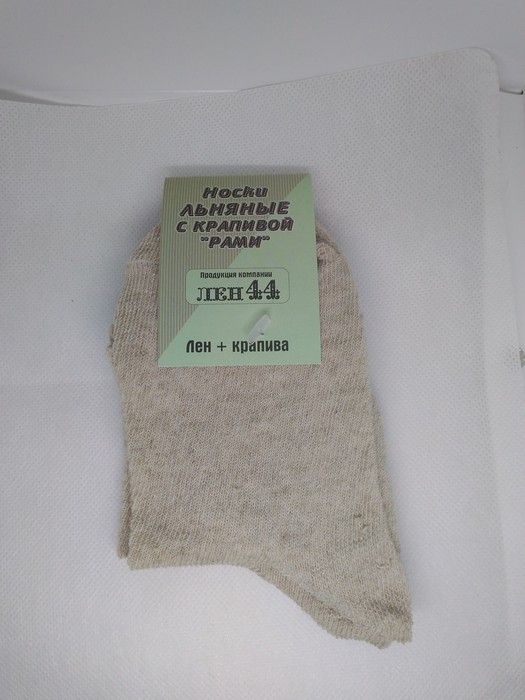 Носки
ЛЬНЯНЫЕ
С КРАПИВОЙ
"РАМИ"
Продукция компании
ЛЕН 44
Лен + крапива